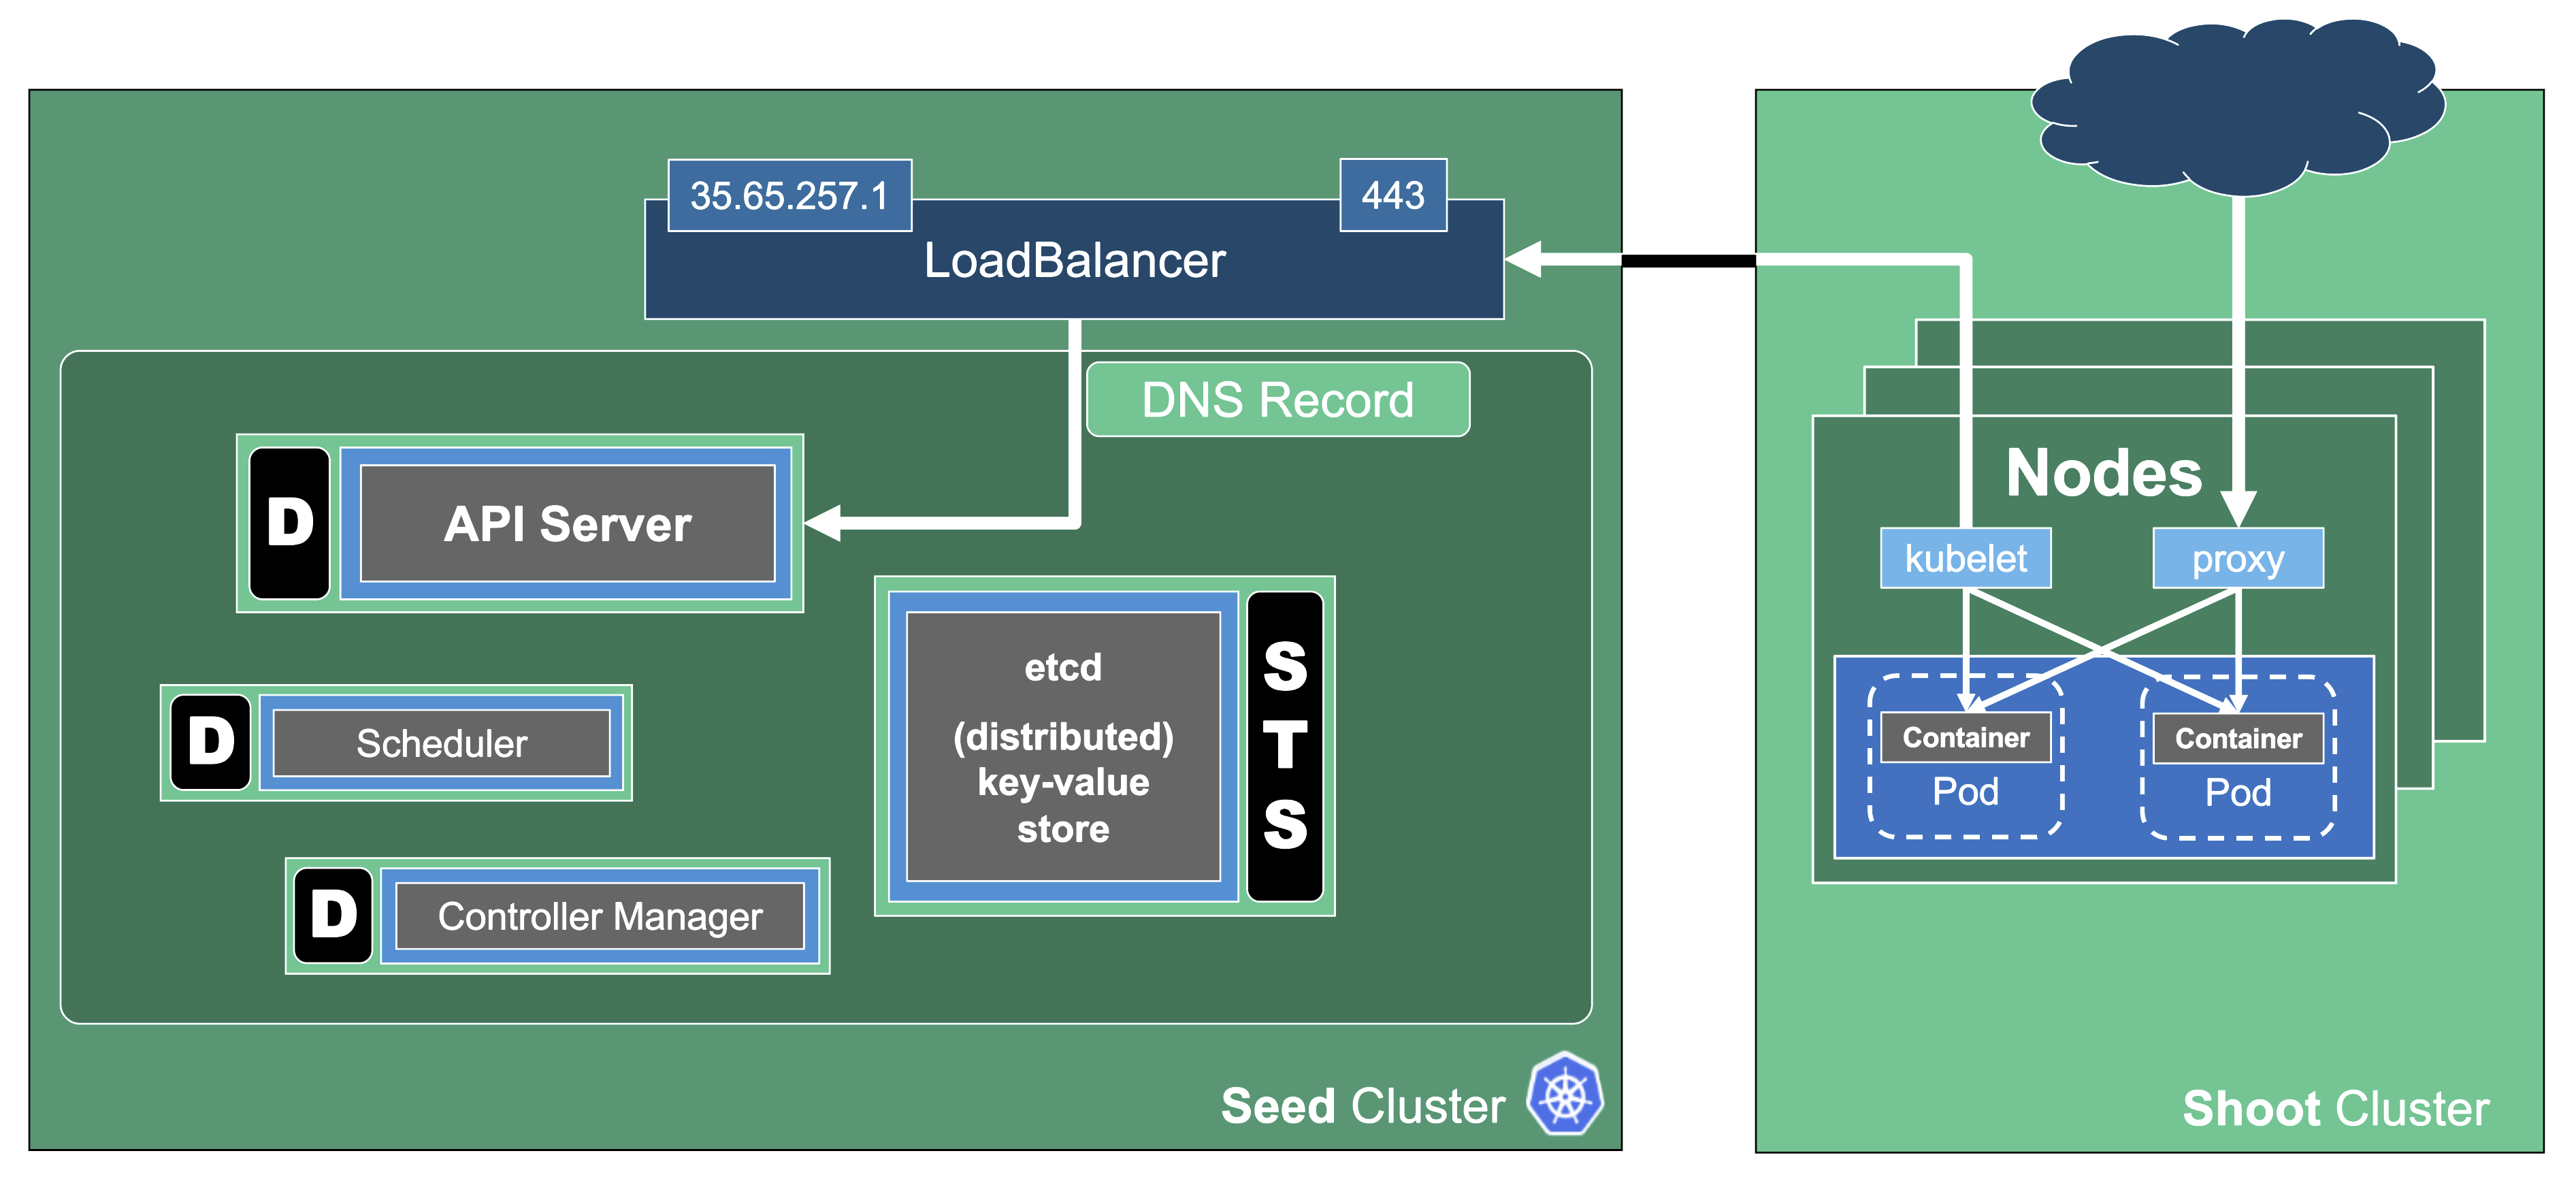 35.65.257.1
443
LoadBalancer
DNS Record
D
API Server
D
Scheduler
D
Controller Manager
etcd
(distributed)
key-value
store
S
T
S
Seed Cluster
Nodes
kubelet
proxy
Container
Pod
Container
Pod
Shoot Cluster